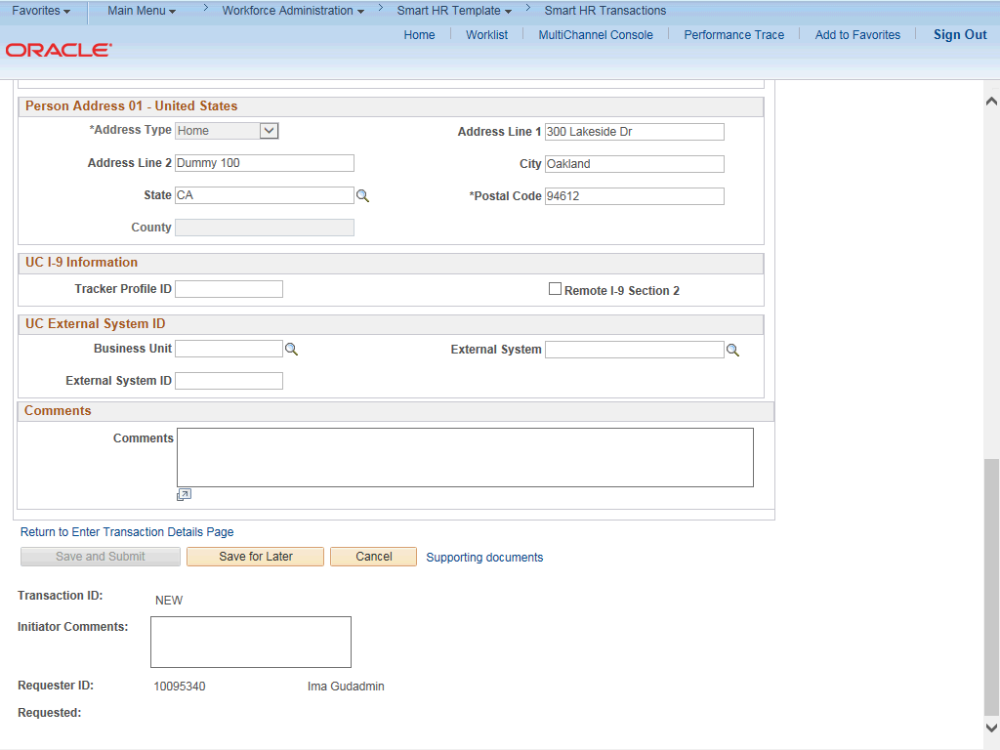 Favorites Main Menu > Workforce Administration > Smart HR Template > Smart HR Transactions
Home Worklist MultiChannel Console Performance Trace Add to Favorites Sign Out
ORACLE
Person Address 01 - United States
*Address Type Home Address Line 1 300 Lakeside Dr
Address Line 2 Dummy 100 City Oakland
State CA *Postal Code 94612
County
UC I-9 Information
Tracker Profile ID Remote I-9 Section 2
UC External System ID
Business Unit External System
External System ID
Comments
Comments
Return to Enter Transaction Details Page
Save and Submit Save for Later Cancel Supporting documents
Transaction ID: NEW
Initiator Comments:
Requester ID: 10095340 Ima Gudadmin
Requested: